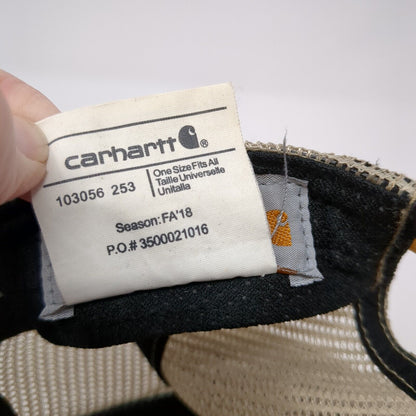 carhartt
103056 253
One Size Fits All
Taille Universelle
Unitalla
Season: FA'18
P.O.# 3500021016